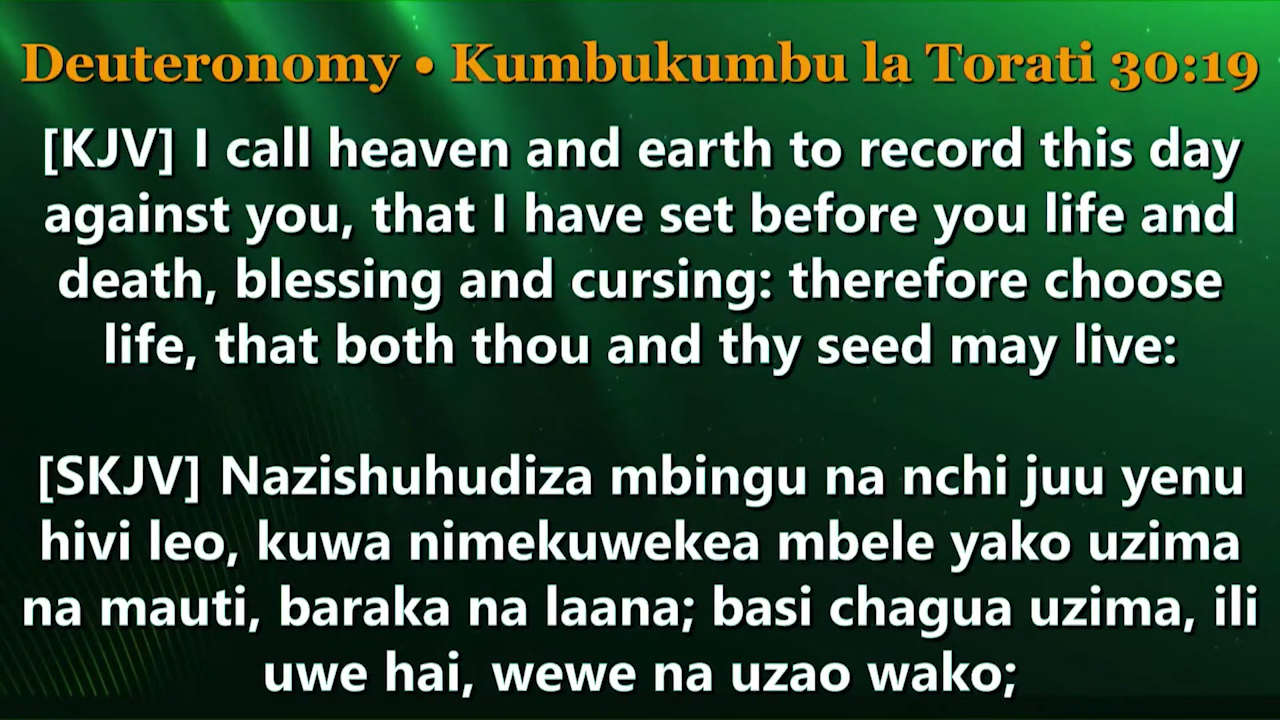 Deuteronomy • Kumbukumbu la Torati 30:19
[KJV] I call heaven and earth to record this day
against you, that I have set before you life and
death, blessing and cursing: therefore choose
life, that both thou and thy seed may live:
[SKJV] Nazishuhudiza mbingu na nchi juu yenu
hivi leo, kuwa nimekuwekea mbele yako uzima
na mauti, baraka na laana; basi chagua uzima, ili
uwe hai, wewe na uzao wako;